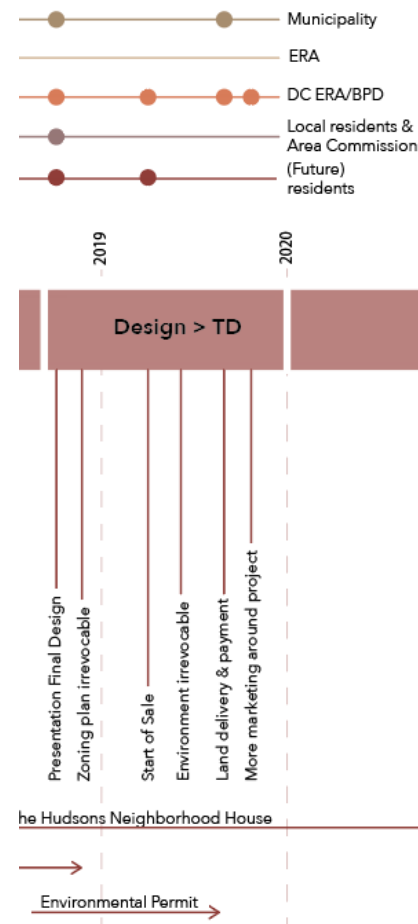 Municipality
ERA
DC ERA/BPD
Local residents &
Area Commission
(Future)
residents
2019
2020
Design > TD
Presentation Final Design
Zoning plan irrevocable
Start of Sale
Environment irrevocable
Land delivery & payment
More marketing around project
he Hudsons Neighborhood House
Environmental Permit